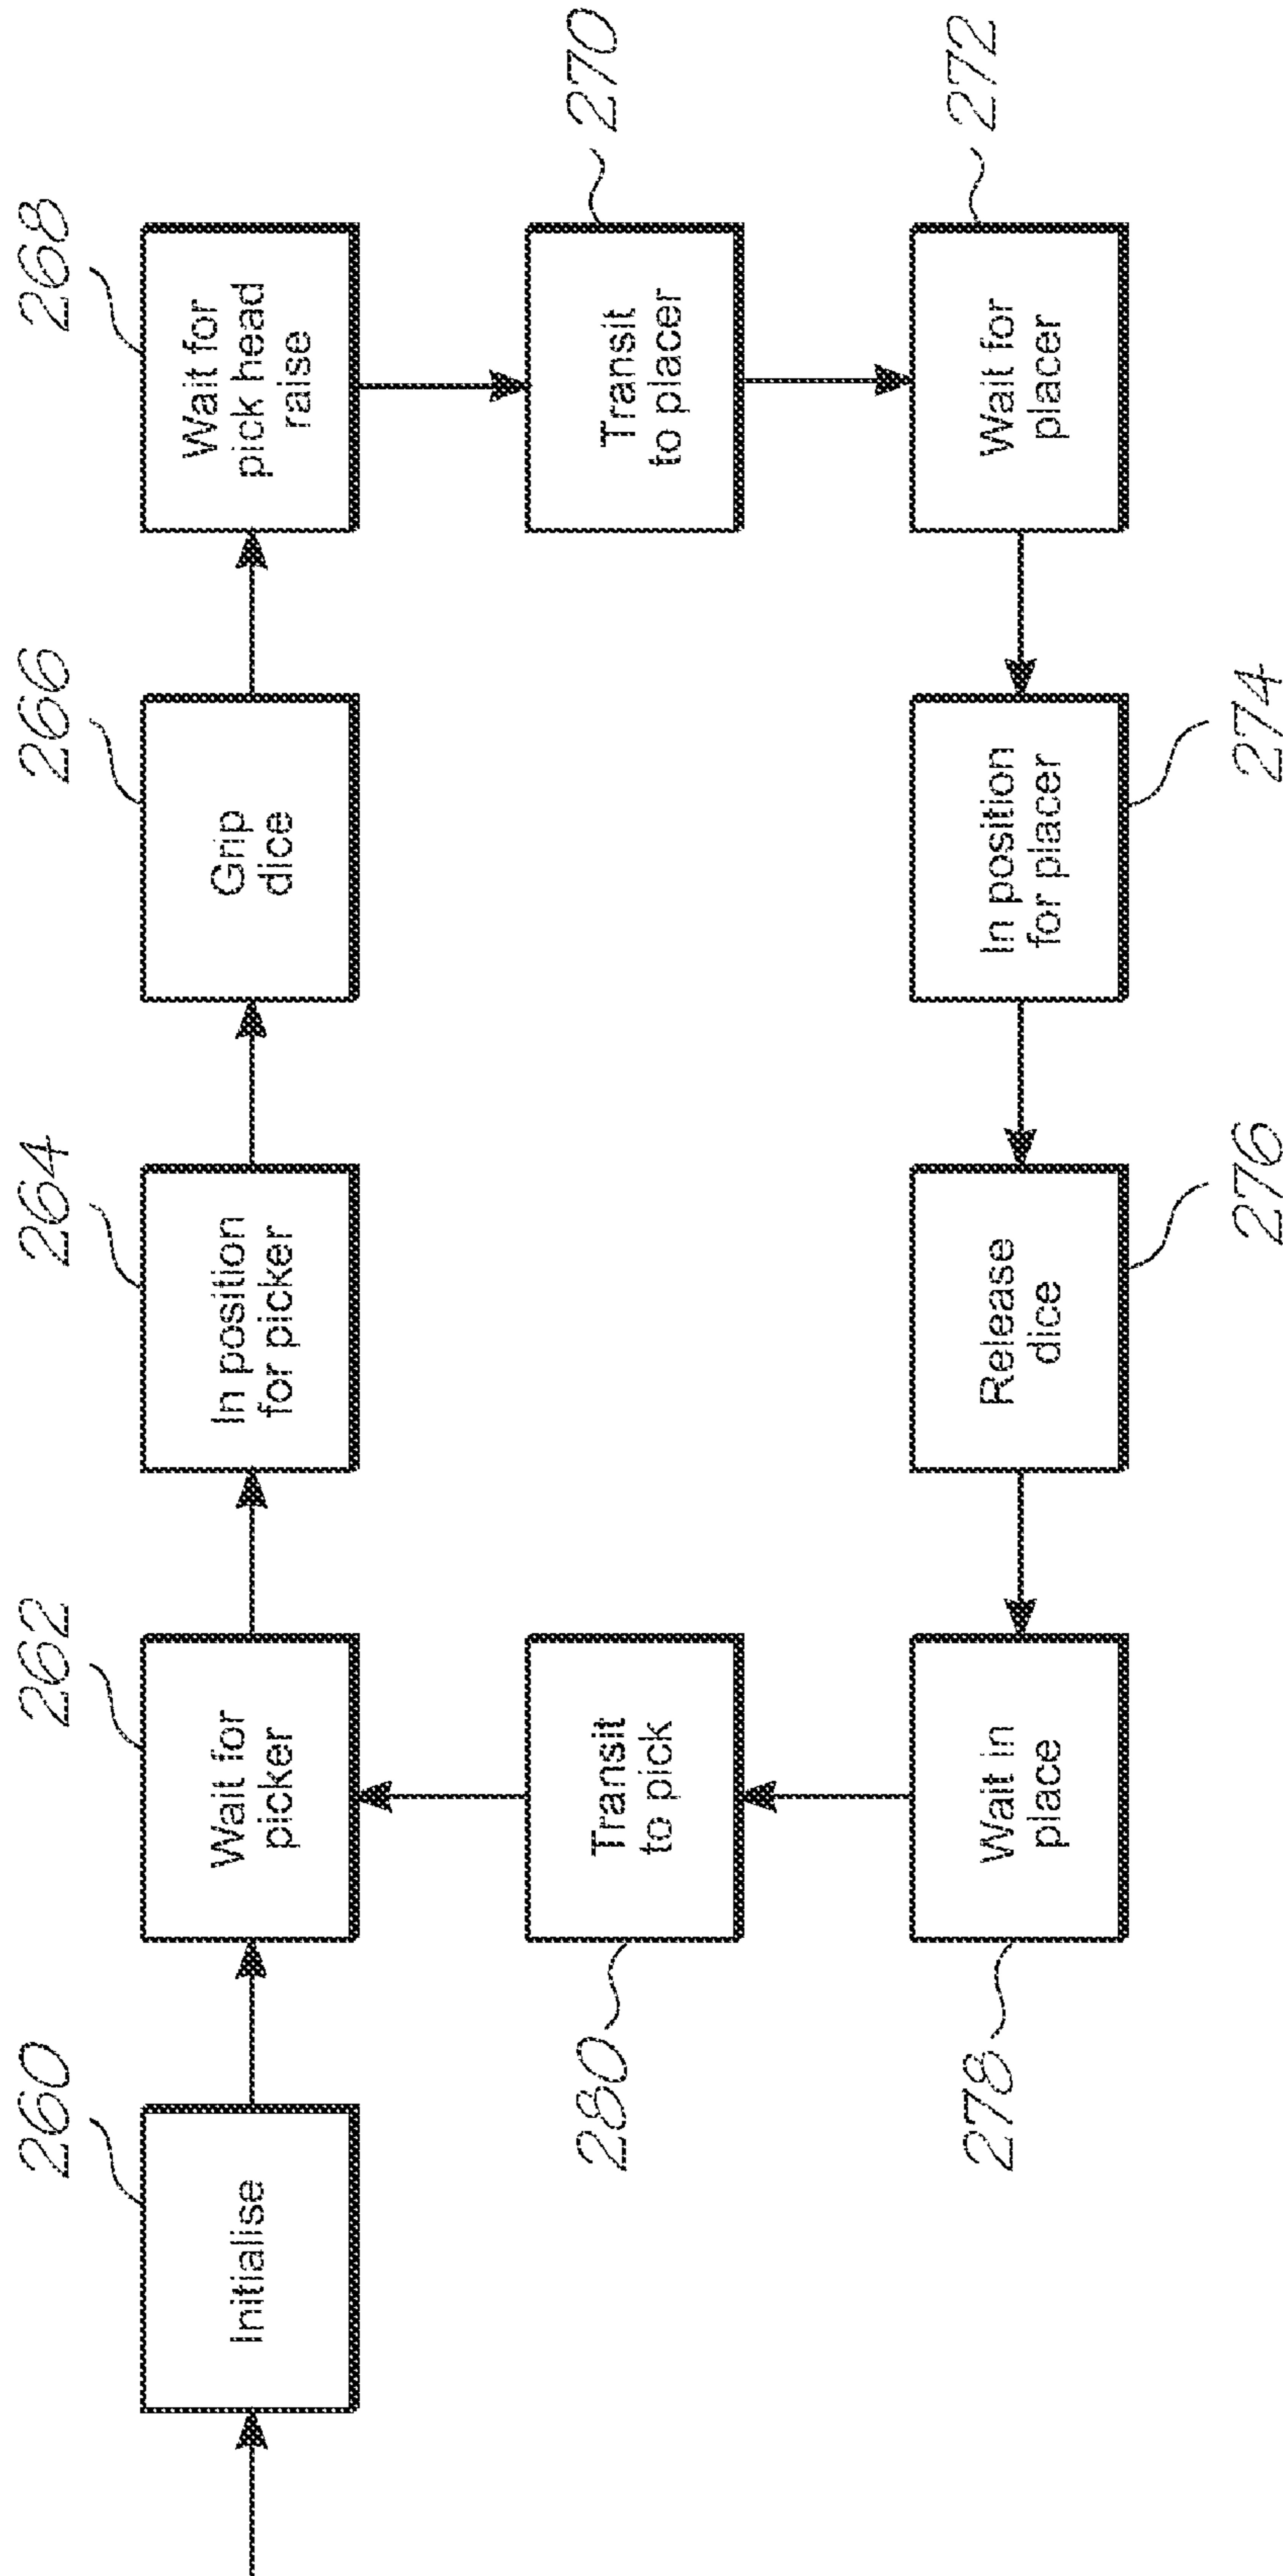 260
Initialise
262
Wait for
picker
264
In position
for picker
266
Grip
dice
268
Wait for
pick head
raise
270
Transit
to placer
272
Wait for
placer
274
In position
for placer
276
Release
dice
278
Wait in
place
280
Transit
to pick